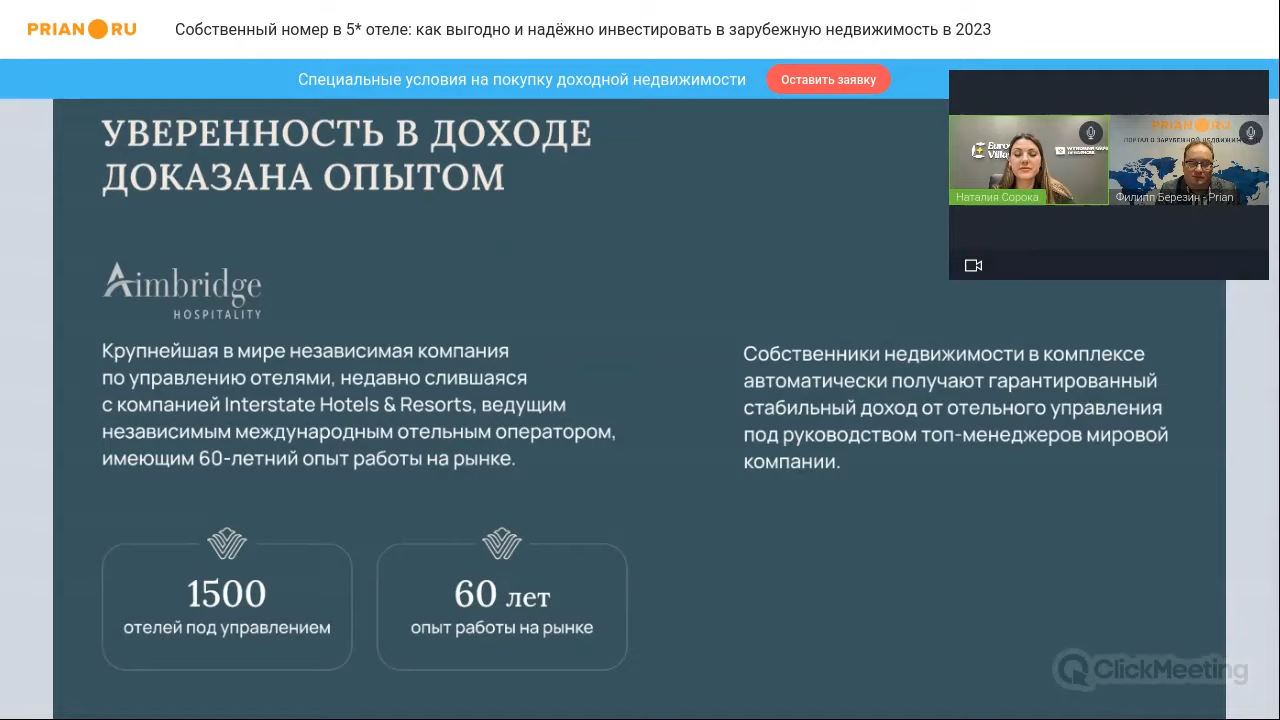 PRIAN RU
Собственный номер в 5* отеле: как выгодно и надёжно инвестировать в зарубежную недвижимость в 2023
Специальные условия на покупку доходной недвижимости
Оставить заявку
УВЕРЕННОСТЬ В ДОХОДЕ
ДОКАЗАНА ОПЫТОМ
PRIAN RU
Наталия Сорока
Филипп Березин - Prian
Aimbridge
HOSPITALITY
Крупнейшая в мире независимая компания
по управлению отелями, недавно слившаяся
с компанией Interstate Hotels & Resorts, ведущим
независимым международным отельным оператором,
имеющим 60-летний опыт работы на рынке.
Собственники недвижимости в комплексе
автоматически получают гарантированный
стабильный доход от отельного управления
под руководством топ-менеджеров мировой
компании.
1500
отелей под управлением
60 лет
опыт работы на рынке
ClickMeeting